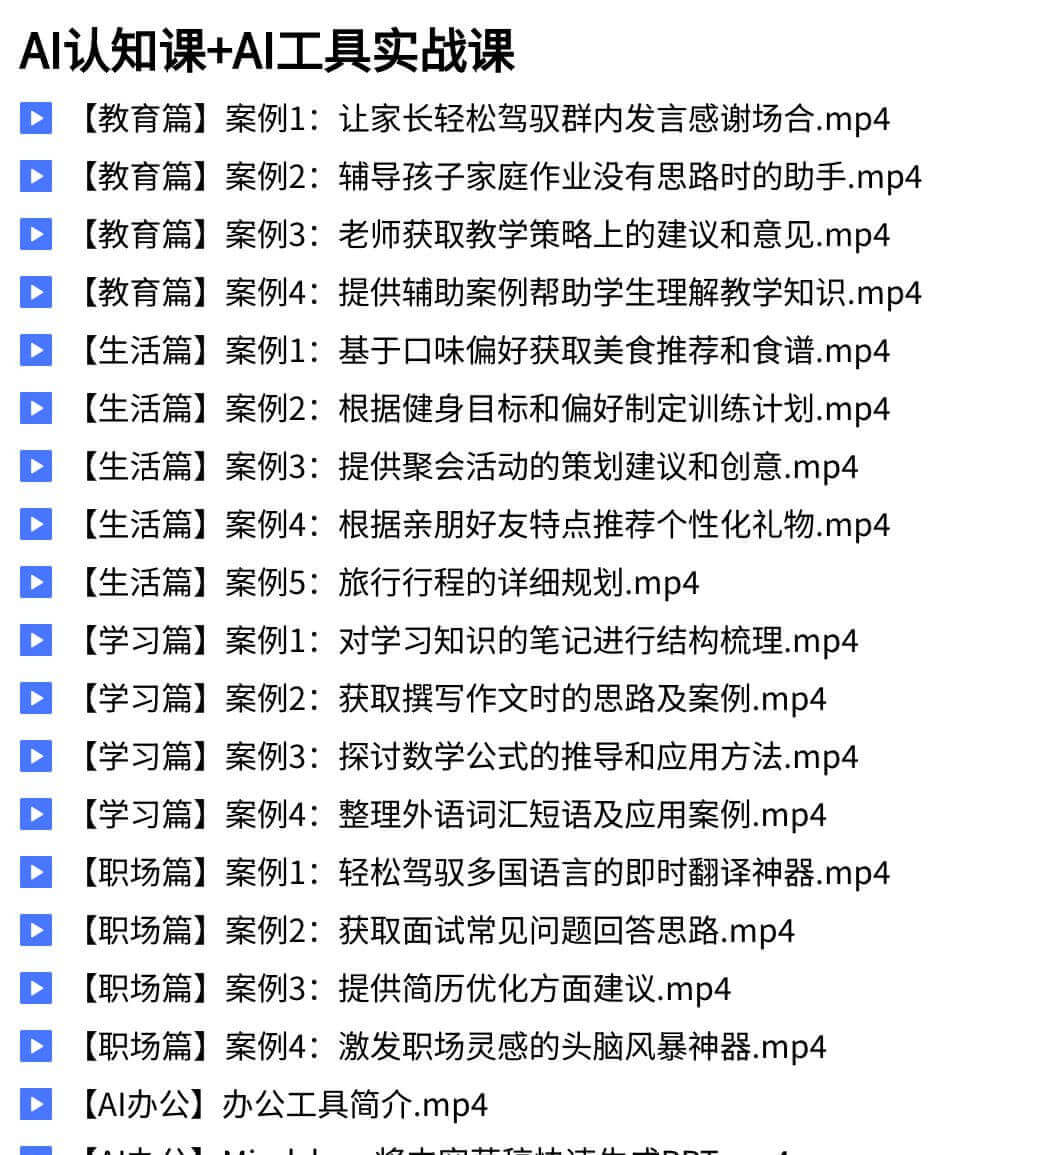 AI认知课+AI工具实战课
【教育篇】案例1：让家长轻松驾驭群内发言感谢场合.mp4
【教育篇】案例2：辅导孩子家庭作业没有思路时的助手.mp4
【教育篇】案例3：老师获取教学策略上的建议和意见.mp4
【教育篇】案例4：提供辅助案例帮助学生理解教学知识.mp4
【生活篇】案例1：基于口味偏好获取美食推荐和食谱.mp4
【生活篇】案例2：根据健身目标和偏好制定训练计划.mp4
【生活篇】案例3：提供聚会活动的策划建议和创意.mp4
【生活篇】案例4：根据亲朋好友特点推荐个性化礼物.mp4
【生活篇】案例5：旅行行程的详细规划.mp4
【学习篇】案例1：对学习知识的笔记进行结构梳理.mp4
【学习篇】案例2：获取撰写作文时的思路及案例.mp4
【学习篇】案例3：探讨数学公式的推导和应用方法.mp4
【学习篇】案例4：整理外语词汇短语及应用案例.mp4
【职场篇】案例1：轻松驾驭多国语言的即时翻译神器.mp4
【职场篇】案例2：获取面试常见问题回答思路.mp4
【职场篇】案例3：提供简历优化方面建议.mp4
【职场篇】案例4：激发职场灵感的头脑风暴神器.mp4
【AI办公】办公工具简介.mp4